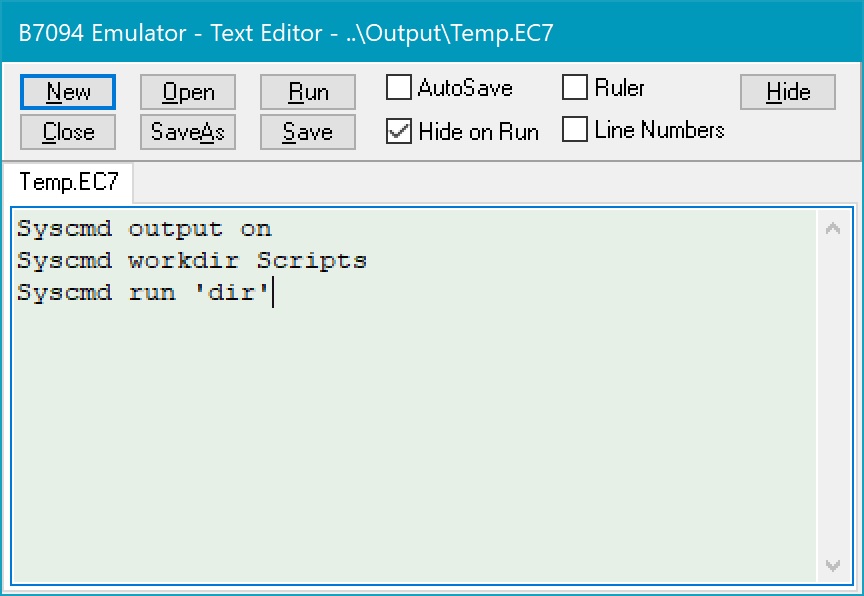 B7094 Emulator - Text Editor - ..\Output\Temp.EC7
New Open Run AutoSave Ruler Hide
Close SaveAs Save Hide on Run Line Numbers
Temp.EC7
Syscmd output on
Syscmd workdir Scripts
Syscmd run 'dir'